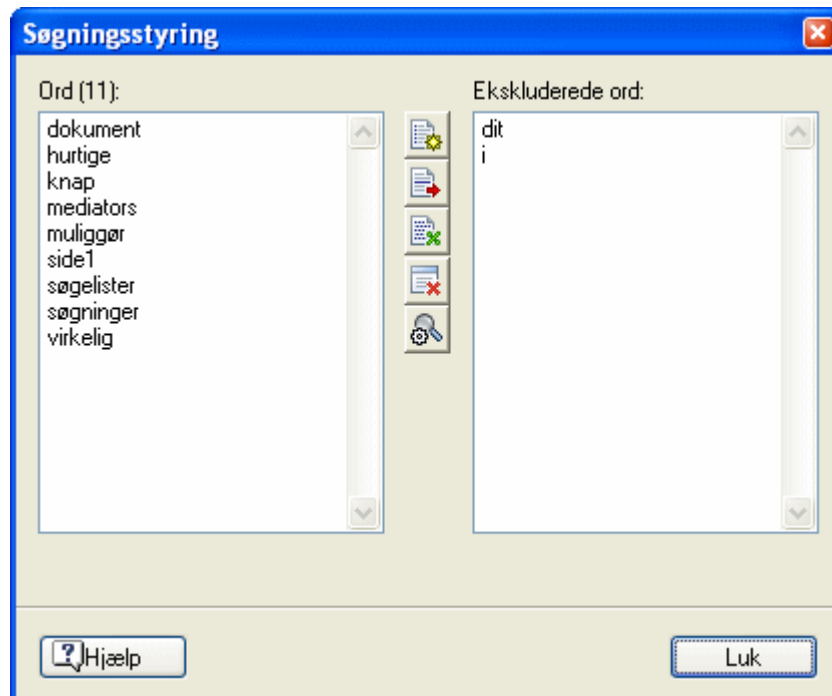 Søgningsstyring
Ord (11):
dokument
hurtige
knap
mediators
muliggør
side1
søgelister
søgninger
virkelig
Ekskluderede ord:
dit
i
Hjælp
Luk